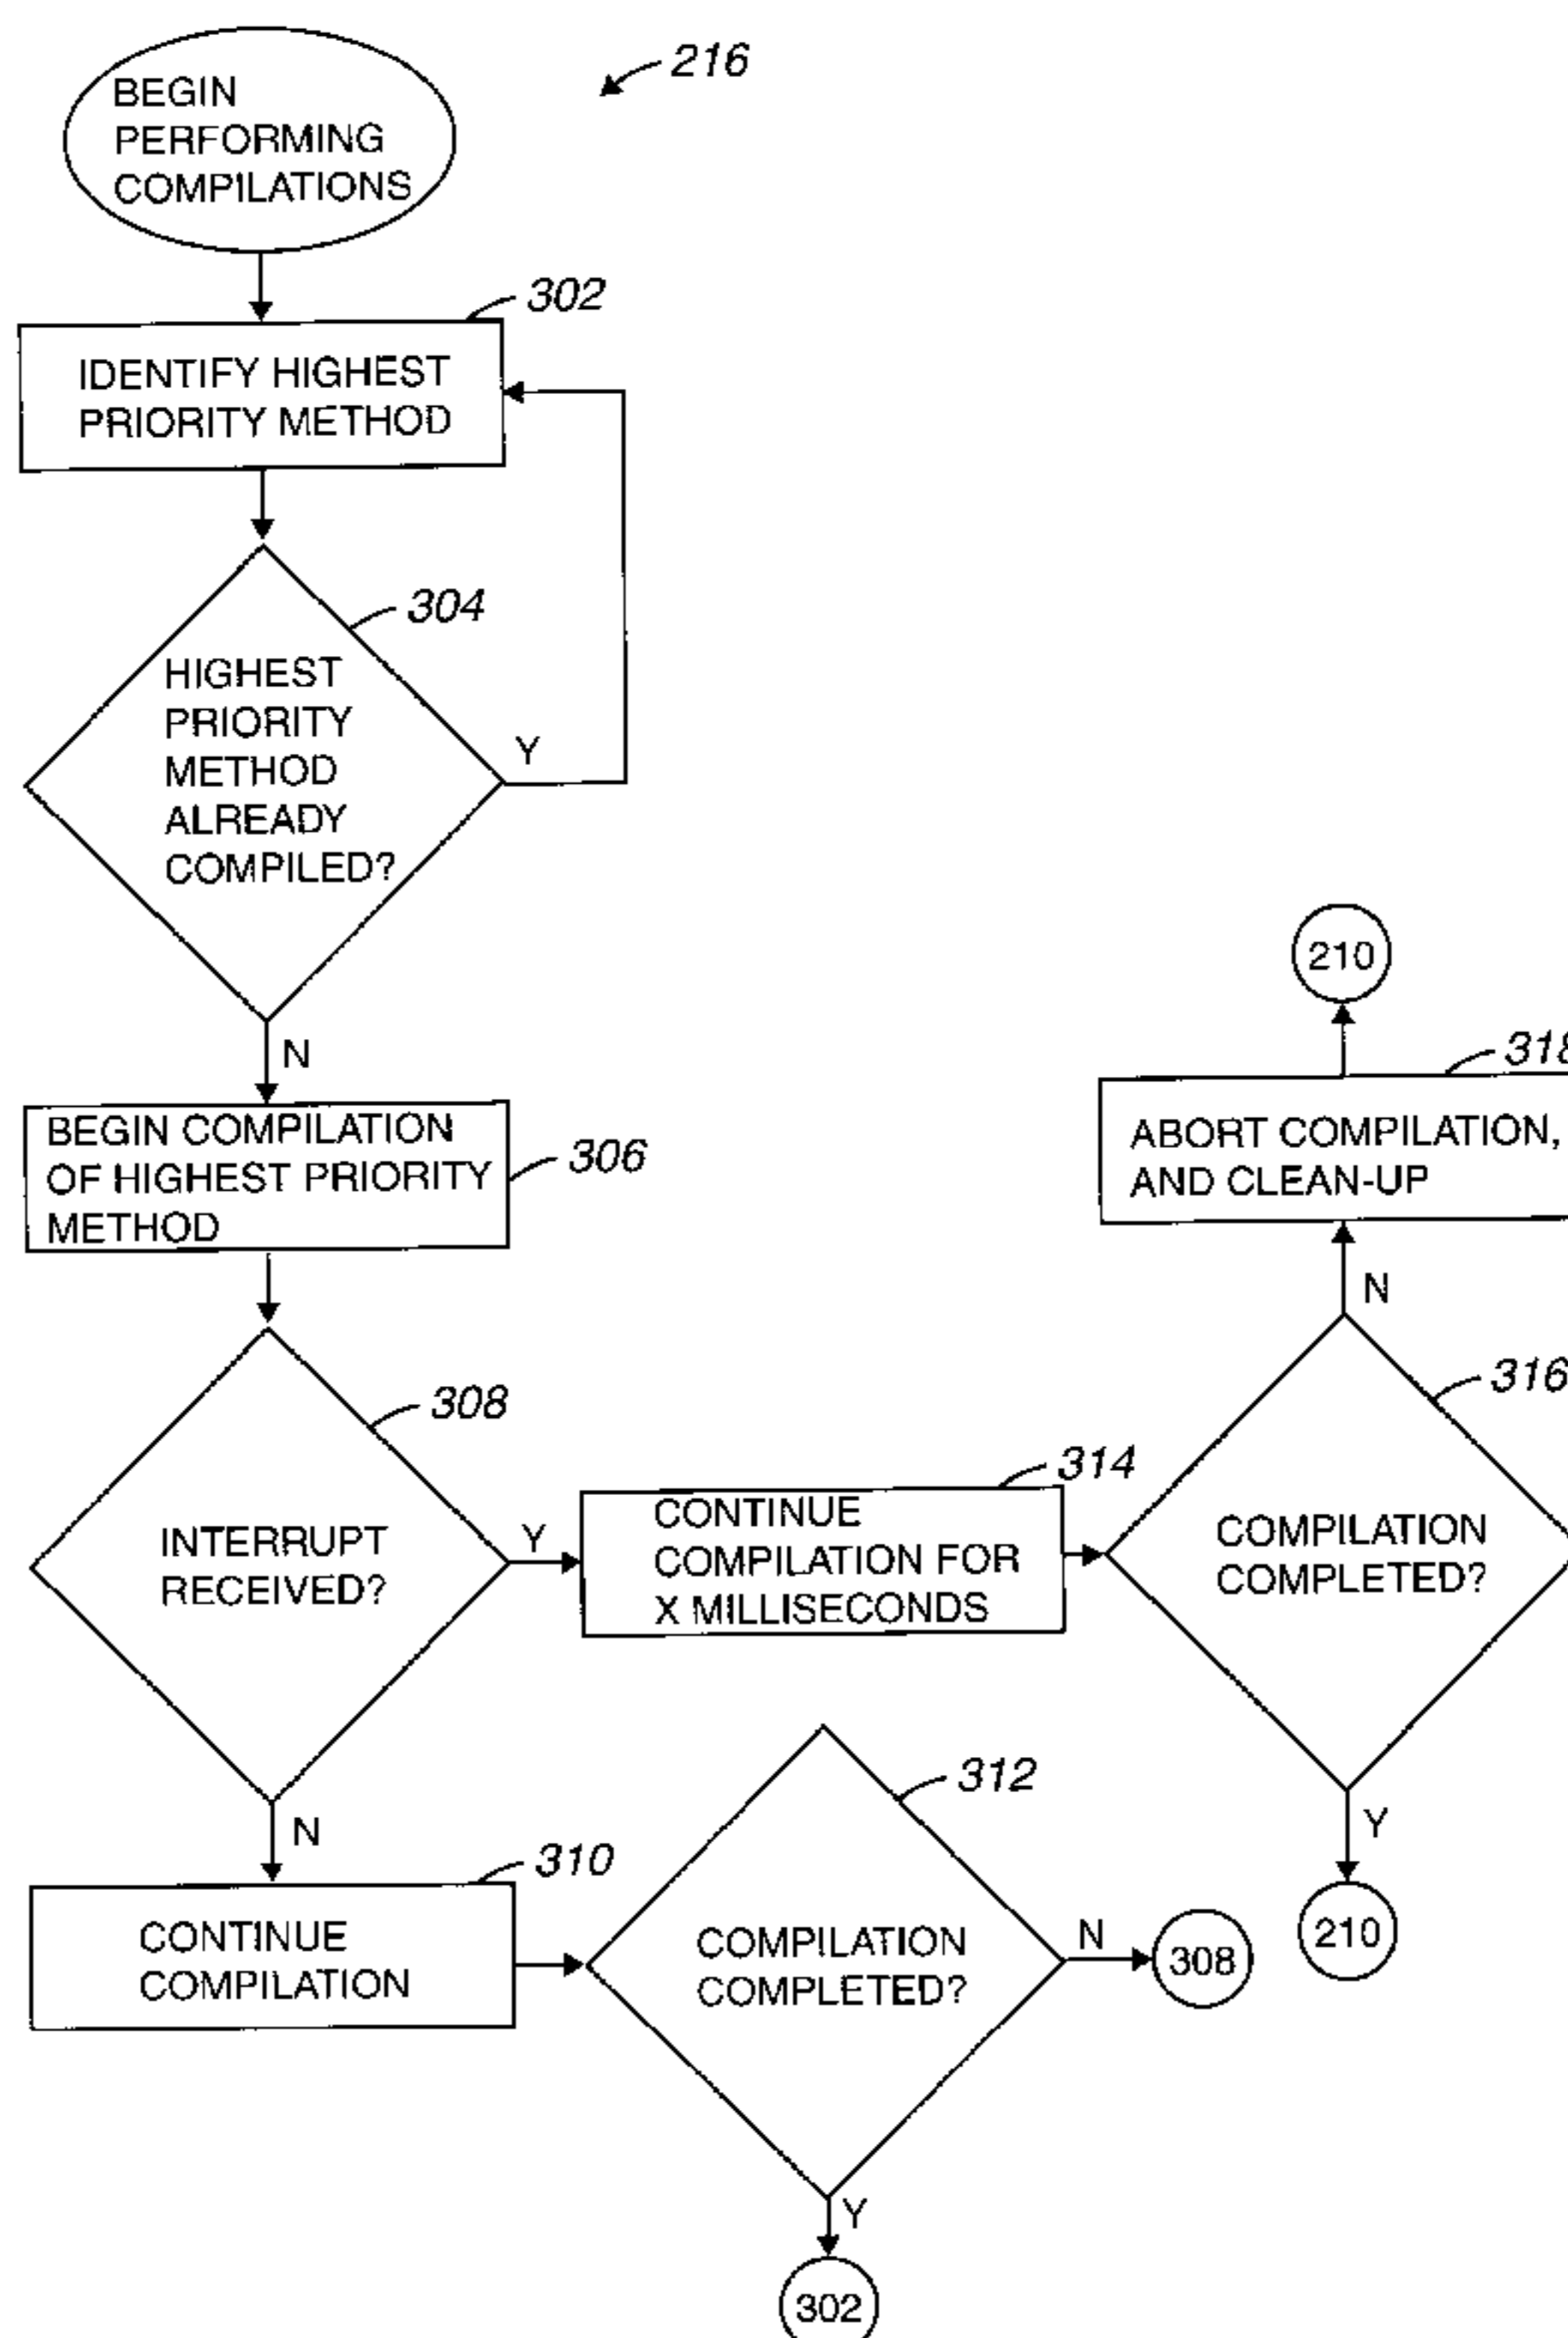 BEGIN
PERFORMING
COMPILATIONS
216
302
IDENTIFY HIGHEST
PRIORITY METHOD
304
HIGHEST
PRIORITY
METHOD
ALREADY
COMPILED?
Y
N
BEGIN COMPILATION
OF HIGHEST PRIORITY
METHOD
306
308
INTERRUPT
RECEIVED?
Y
N
314
CONTINUE
COMPILATION FOR
X MILLISECONDS
316
COMPILATION
COMPLETED?
N
318
ABORT COMPILATION,
AND CLEAN-UP
210
Y
210
310
CONTINUE
COMPILATION
312
COMPILATION
COMPLETED?
N
308
Y
302